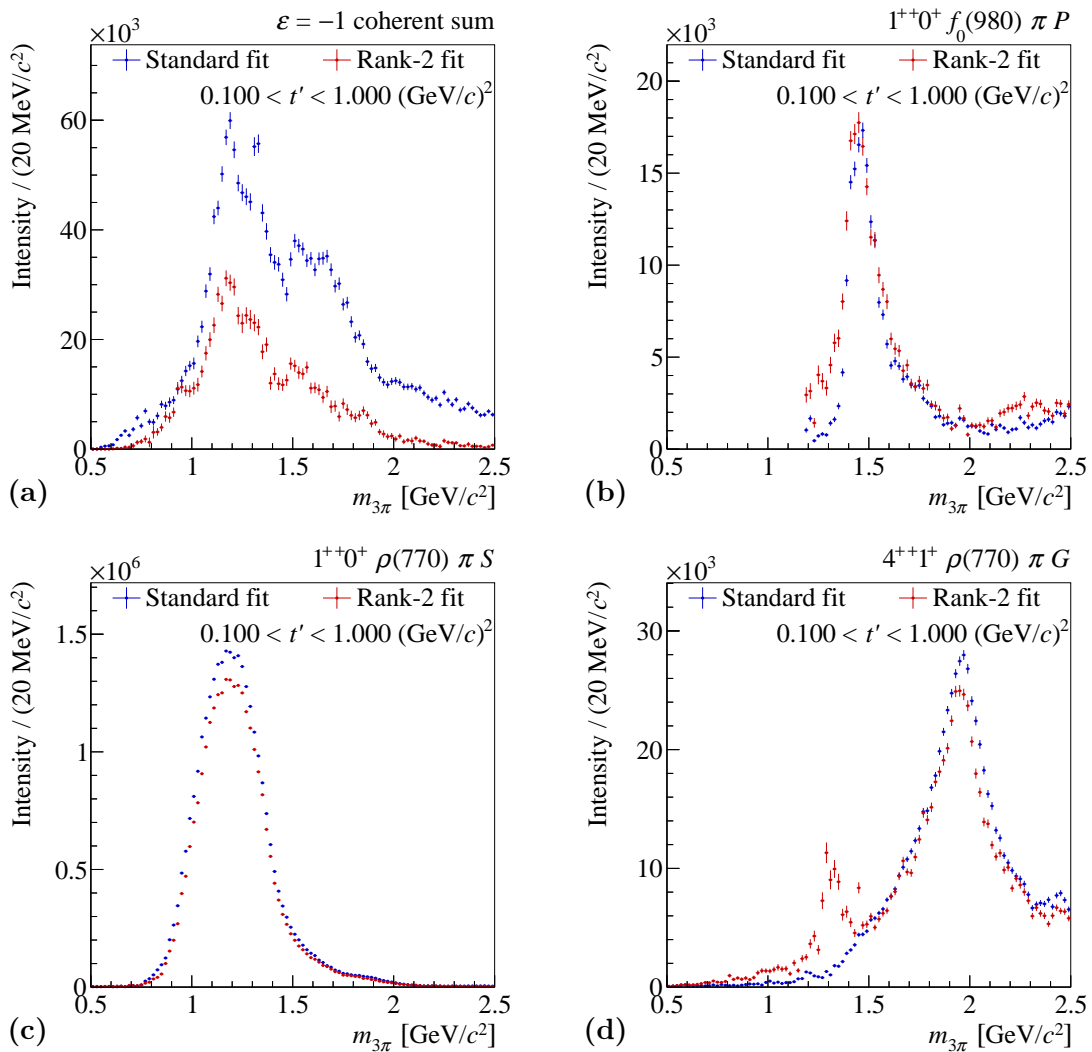 ×10³ ε = −1 coherent sum
Standard fit Rank-2 fit
0.100 < t′ < 1.000 (GeV/c)²
Intensity / (20 MeV/c²)
60
40
20
0
0.5 1 1.5 2 2.5
m₃π [GeV/c²]
(a)
×10³ 1⁺⁺0⁺ f₀(980) π P
Standard fit Rank-2 fit
0.100 < t′ < 1.000 (GeV/c)²
Intensity / (20 MeV/c²)
20
15
10
5
0
0.5 1 1.5 2 2.5
m₃π [GeV/c²]
(b)
×10⁶ 1⁺⁺0⁺ ρ(770) π S
Standard fit Rank-2 fit
0.100 < t′ < 1.000 (GeV/c)²
Intensity / (20 MeV/c²)
1.5
1
0.5
0
0.5 1 1.5 2 2.5
m₃π [GeV/c²]
(c)
×10³ 4⁺⁺1⁺ ρ(770) π G
Standard fit Rank-2 fit
0.100 < t′ < 1.000 (GeV/c)²
Intensity / (20 MeV/c²)
30
20
10
0
0.5 1 1.5 2 2.5
m₃π [GeV/c²]
(d)